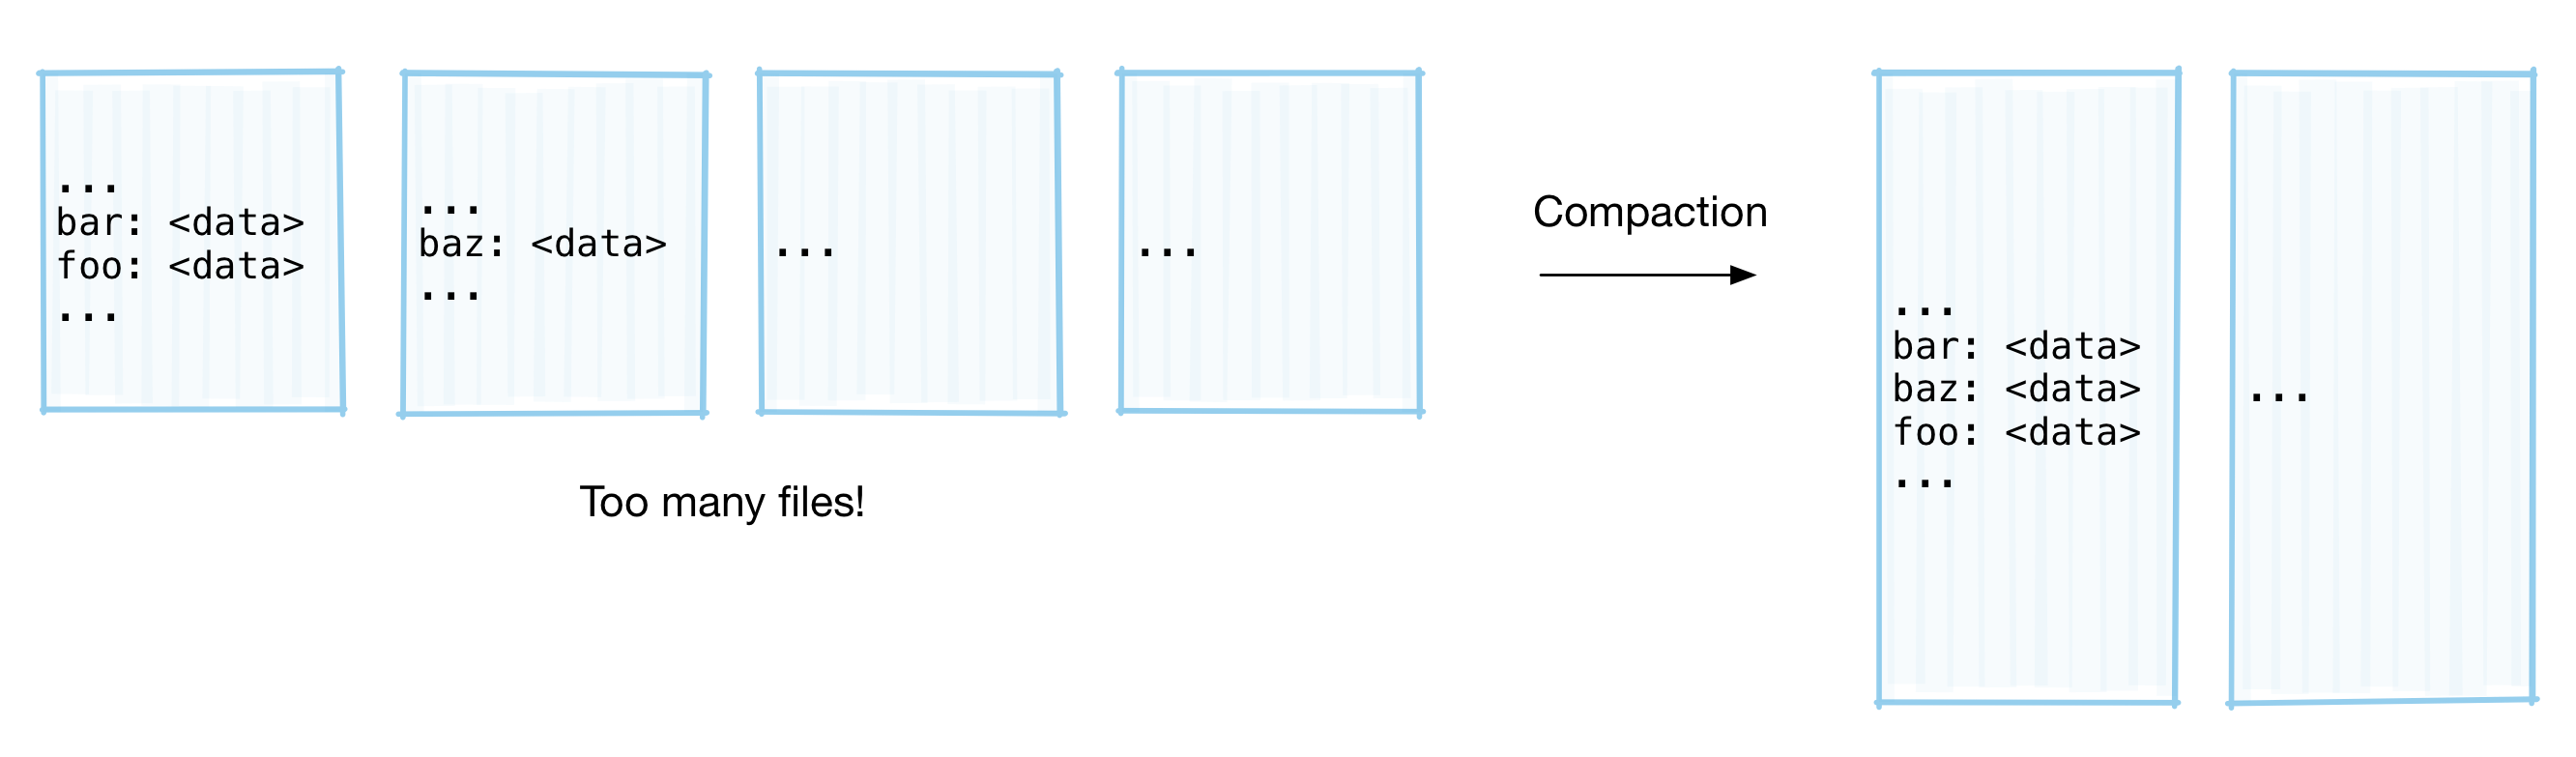 ...
bar: <data>
foo: <data>
...
...
baz: <data>
...
...
...
Too many files!
Compaction
...
bar: <data>
baz: <data>
foo: <data>
...
...